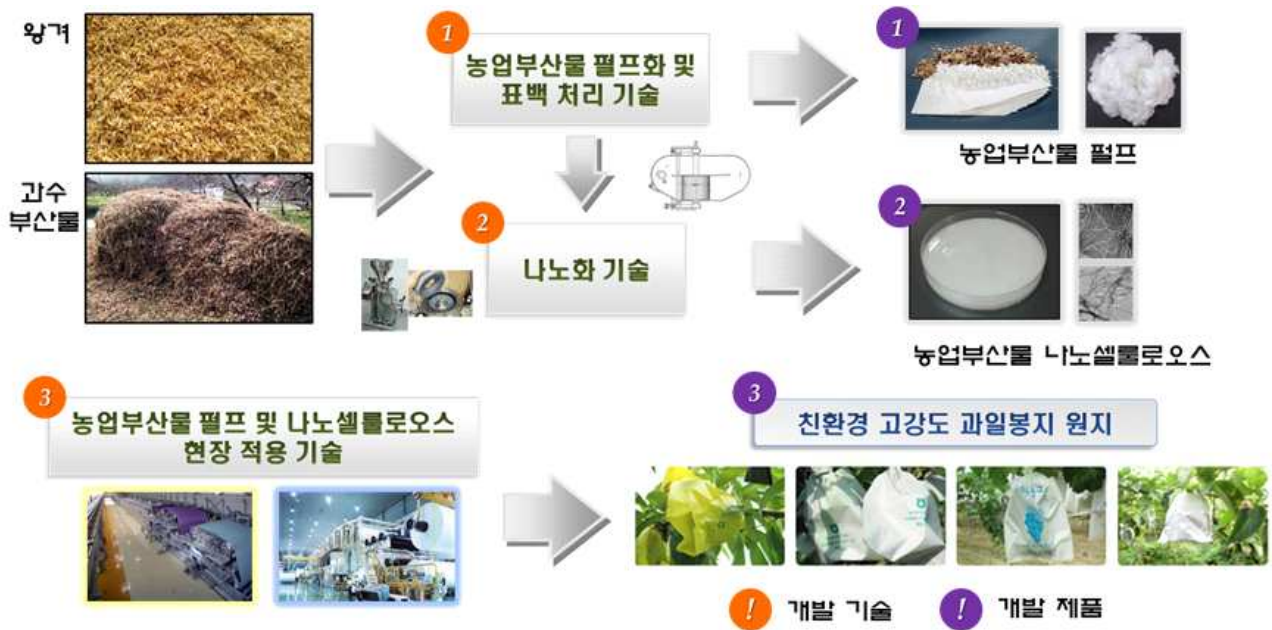 왕겨
과수
부산물
1
농업부산물 펄프화 및
표백 처리 기술
2
나노화 기술
1
농업부산물 펄프
2
농업부산물 나노셀룰로오스
3
농업부산물 펄프 및 나노셀룰로오스
현장 적용 기술
3
친환경 고강도 과일봉지 원지
! 개발 기술
! 개발 제품